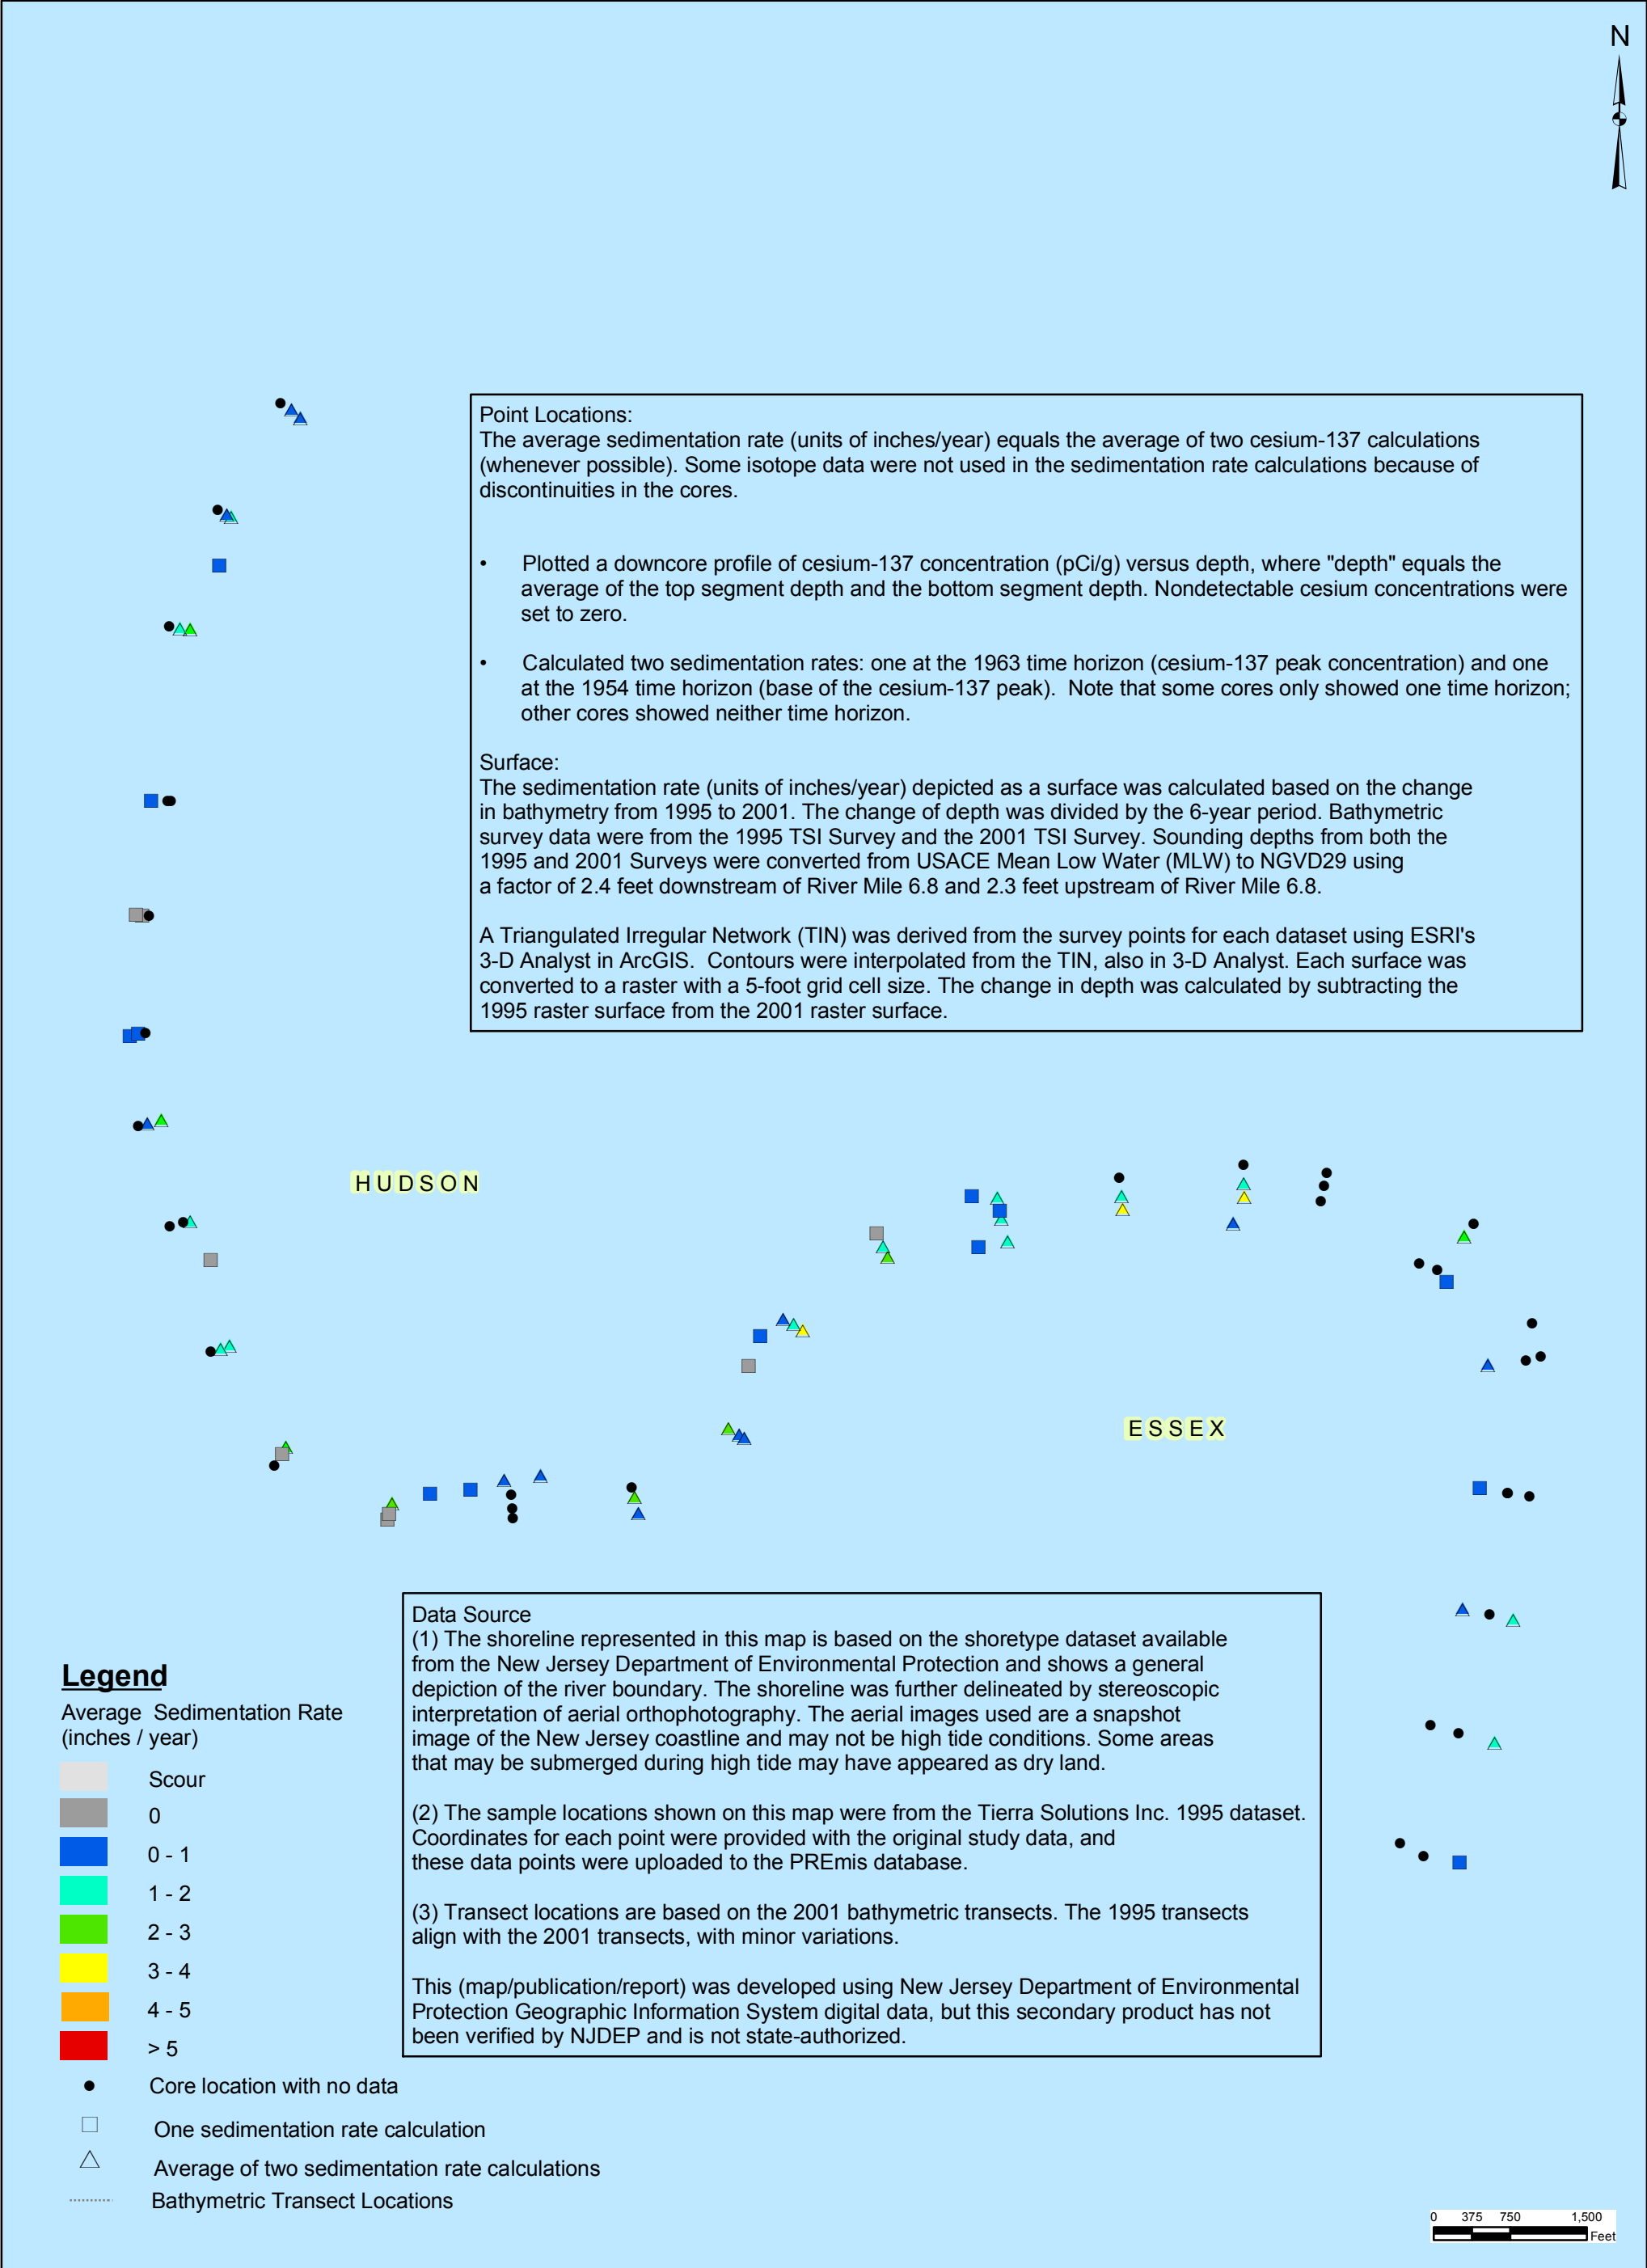 N
Point Locations:
The average sedimentation rate (units of inches/year) equals the average of two cesium-137 calculations
(whenever possible). Some isotope data were not used in the sedimentation rate calculations because of
discontinuities in the cores.
• Plotted a downcore profile of cesium-137 concentration (pCi/g) versus depth, where "depth" equals the
average of the top segment depth and the bottom segment depth. Nondetectable cesium concentrations were
set to zero.
• Calculated two sedimentation rates: one at the 1963 time horizon (cesium-137 peak concentration) and one
at the 1954 time horizon (base of the cesium-137 peak). Note that some cores only showed one time horizon;
other cores showed neither time horizon.
Surface:
The sedimentation rate (units of inches/year) depicted as a surface was calculated based on the change
in bathymetry from 1995 to 2001. The change of depth was divided by the 6-year period. Bathymetric
survey data were from the 1995 TSI Survey and the 2001 TSI Survey. Sounding depths from both the
1995 and 2001 Surveys were converted from USACE Mean Low Water (MLW) to NGVD29 using
a factor of 2.4 feet downstream of River Mile 6.8 and 2.3 feet upstream of River Mile 6.8.
A Triangulated Irregular Network (TIN) was derived from the survey points for each dataset using ESRI's
3-D Analyst in ArcGIS. Contours were interpolated from the TIN, also in 3-D Analyst. Each surface was
converted to a raster with a 5-foot grid cell size. The change in depth was calculated by subtracting the
1995 raster surface from the 2001 raster surface.
HUDSON
ESSEX
Data Source
(1) The shoreline represented in this map is based on the shoretype dataset available
from the New Jersey Department of Environmental Protection and shows a general
depiction of the river boundary. The shoreline was further delineated by stereoscopic
interpretation of aerial orthophotography. The aerial images used are a snapshot
image of the New Jersey coastline and may not be high tide conditions. Some areas
that may be submerged during high tide may have appeared as dry land.
(2) The sample locations shown on this map were from the Tierra Solutions Inc. 1995 dataset.
Coordinates for each point were provided with the original study data, and
these data points were uploaded to the PREmis database.
(3) Transect locations are based on the 2001 bathymetric transects. The 1995 transects
align with the 2001 transects, with minor variations.
This (map/publication/report) was developed using New Jersey Department of Environmental
Protection Geographic Information System digital data, but this secondary product has not
been verified by NJDEP and is not state-authorized.
Legend
Average Sedimentation Rate
(inches / year)
Scour
0
0 - 1
1 - 2
2 - 3
3 - 4
4 - 5
> 5
Core location with no data
One sedimentation rate calculation
Average of two sedimentation rate calculations
Bathymetric Transect Locations
0 375 750 1,500
Feet